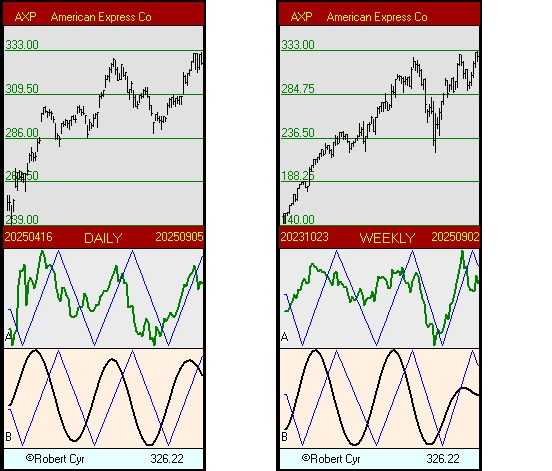 AXP American Express Co
333.00
309.50
286.00
262.50
239.00
20250416 DAILY 20250905
A
B
©Robert Cyr 326.22
AXP American Express Co
333.00
284.75
236.50
188.25
140.00
20231023 WEEKLY 20250902
A
B
©Robert Cyr 326.22